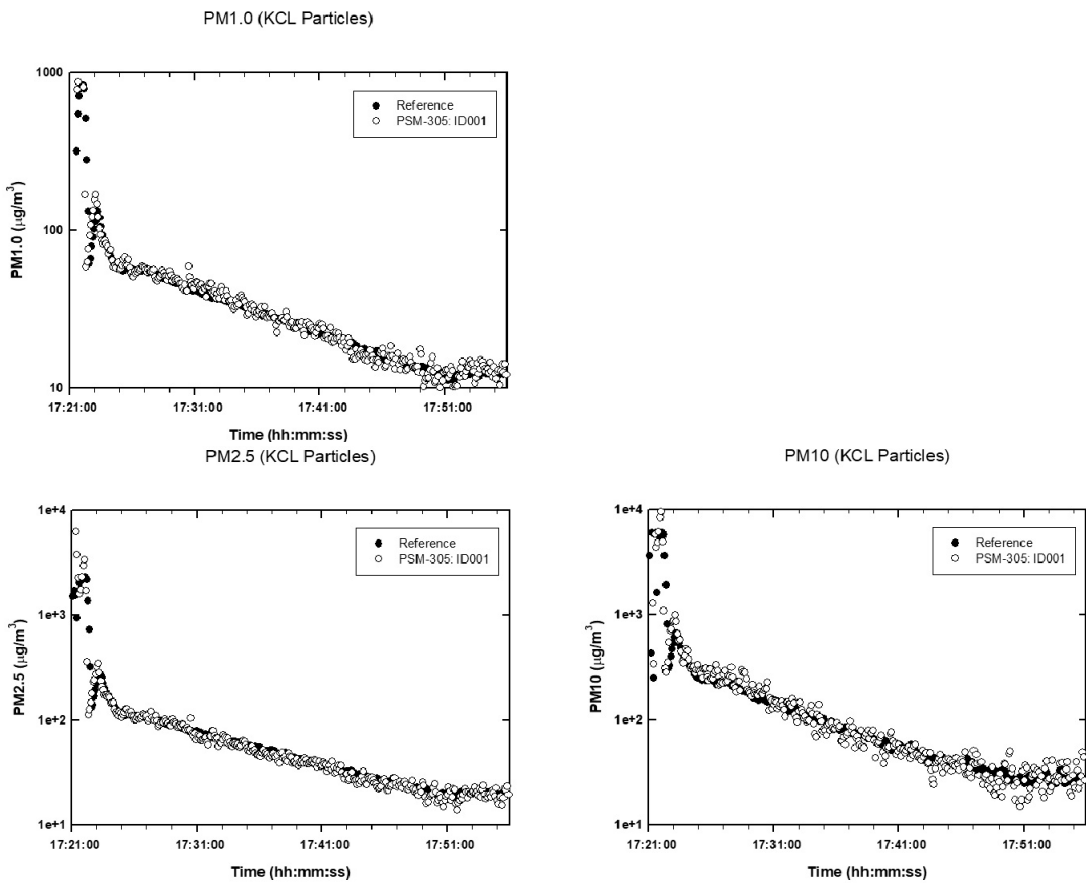 PM1.0 (KCL Particles)
1000
100
10
PM1.0 (μg/m³)
Reference
PSM-305: ID001
17:21:00 17:31:00 17:41:00 17:51:00
Time (hh:mm:ss)
PM2.5 (KCL Particles)
1e+4
1e+3
1e+2
1e+1
PM2.5 (μg/m³)
Reference
PSM-305: ID001
17:21:00 17:31:00 17:41:00 17:51:00
Time (hh:mm:ss)
PM10 (KCL Particles)
1e+4
1e+3
1e+2
1e+1
PM10 (μg/m³)
Reference
PSM-305: ID001
17:21:00 17:31:00 17:41:00 17:51:00
Time (hh:mm:ss)